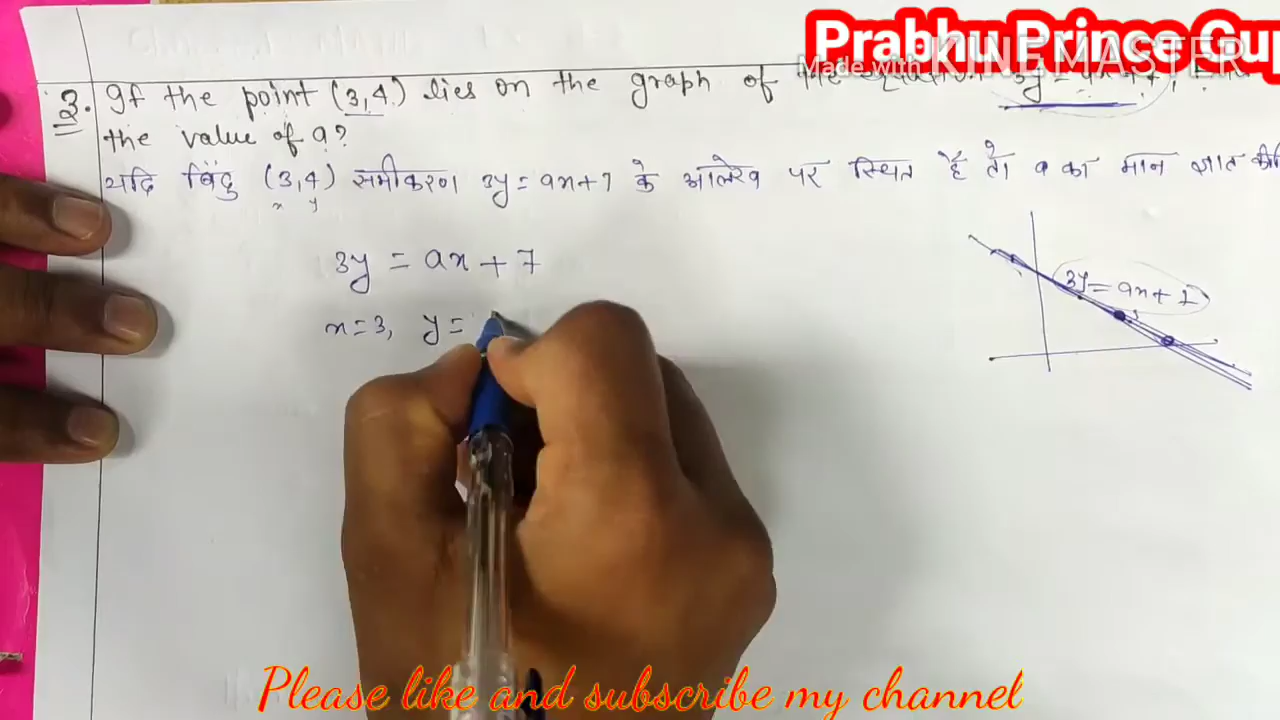 Prabhu Prince Gup
Made with KINEMASTER
3. If the point (3,4) lies on the graph of the
the value of a?
यदि बिंदु (3,4) समीकरण 3y = ax+7 के आलेख पर स्थित है तो a का मान ज्ञात
x y
3y = ax + 7
x = 3, y =
3y = ax + 7
Please like and subscribe my channel